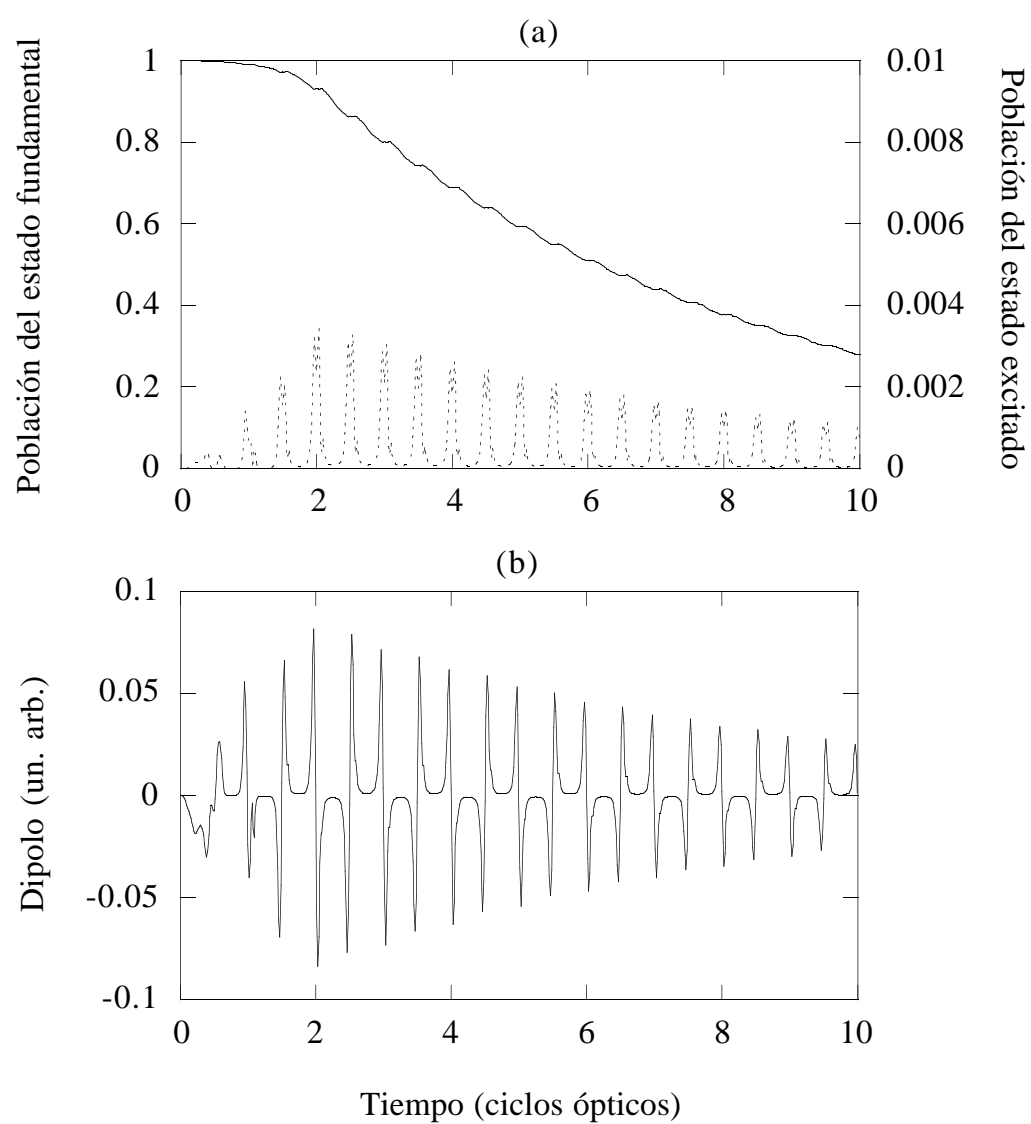 (a)
Población del estado fundamental
1
0.8
0.6
0.4
0.2
0
0.01
0.008
0.006
0.004
0.002
0
Población del estado excitado
0 2 4 6 8 10
(b)
Dipolo (un. arb.)
0.1
0.05
0
-0.05
-0.1
0 2 4 6 8 10
Tiempo (ciclos ópticos)